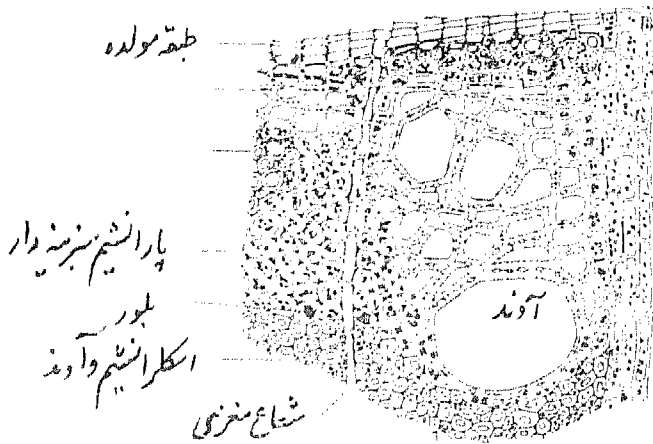 طبقه مولده
پارانشیم سبزینه دار
بلور
اسکلرانشیم و آوند
شعاع مغزی
آوند